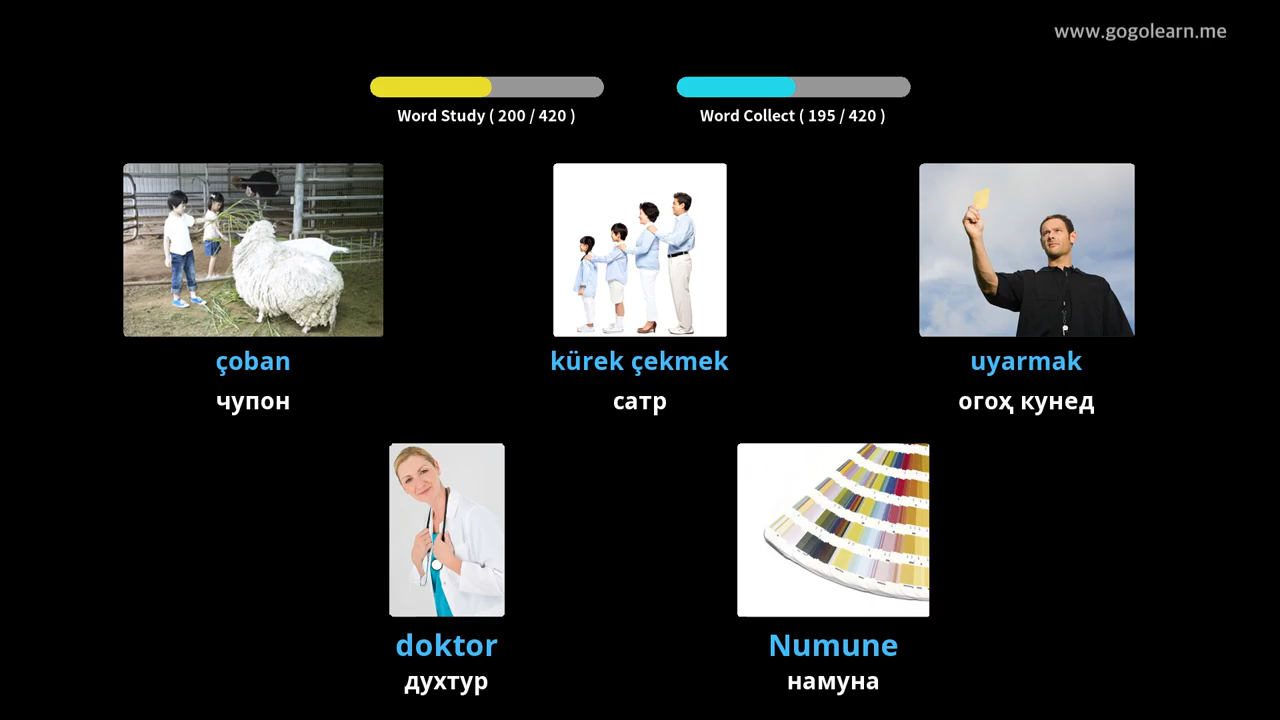 www.gogolearn.me
Word Study ( 200 / 420 )
Word Collect ( 195 / 420 )
çoban
kürek çekmek
uyarmak
чупон
сатр
огоҳ кунед
doktor
Numune
духтур
намуна